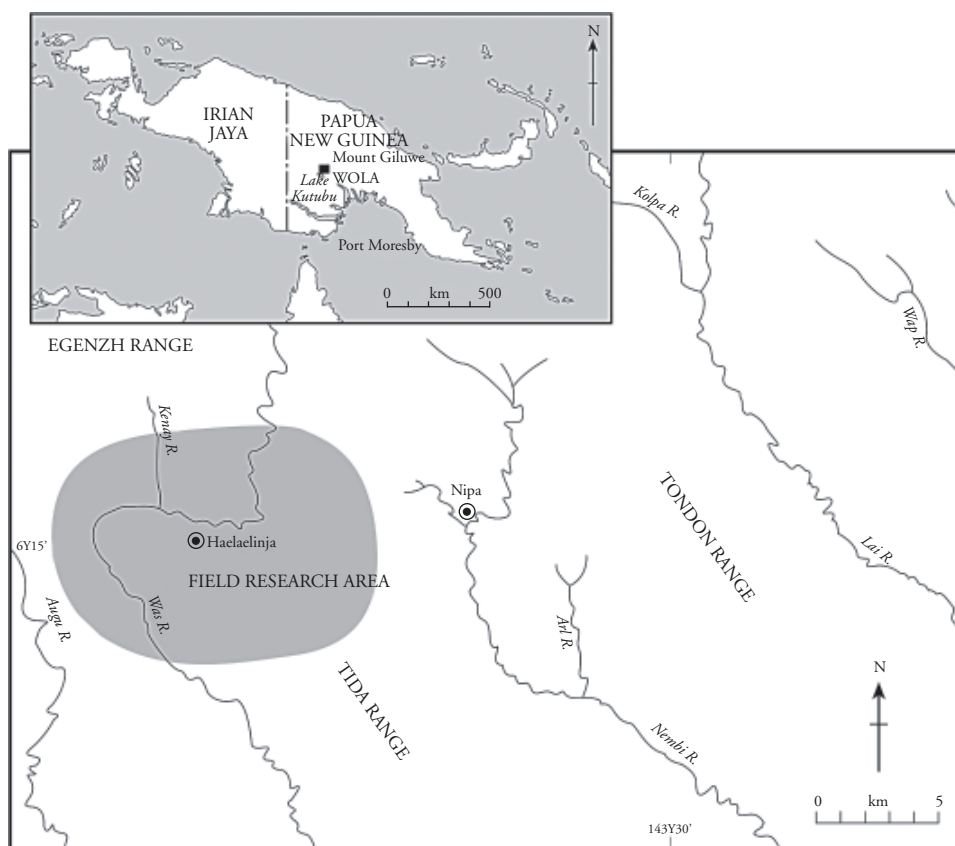 N
IRIAN
JAYA
PAPUA
NEW GUINEA
Mount Giluwe
Lake
Kutubu
WOLA
Port Moresby
0 km 500
Kolpa R.
Wap R.
EGENZH RANGE
Kenay R.
Nipa
TONDON RANGE
Haelaelinja
6Y15’
FIELD RESEARCH AREA
Lai R.
Augu R.
Was R.
Arl R.
TIDA RANGE
N
Nembi R.
0 km 5
143Y30’